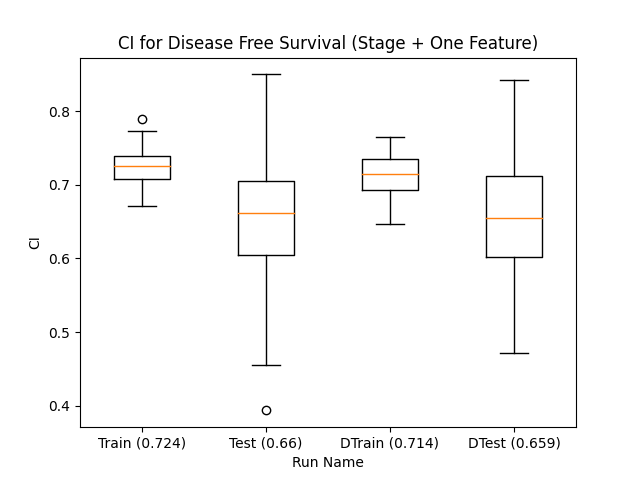 CI for Disease Free Survival (Stage + One Feature)
0.8
0.7
0.6
0.5
0.4
CI
Train (0.724) Test (0.66) DTrain (0.714) DTest (0.659)
Run Name